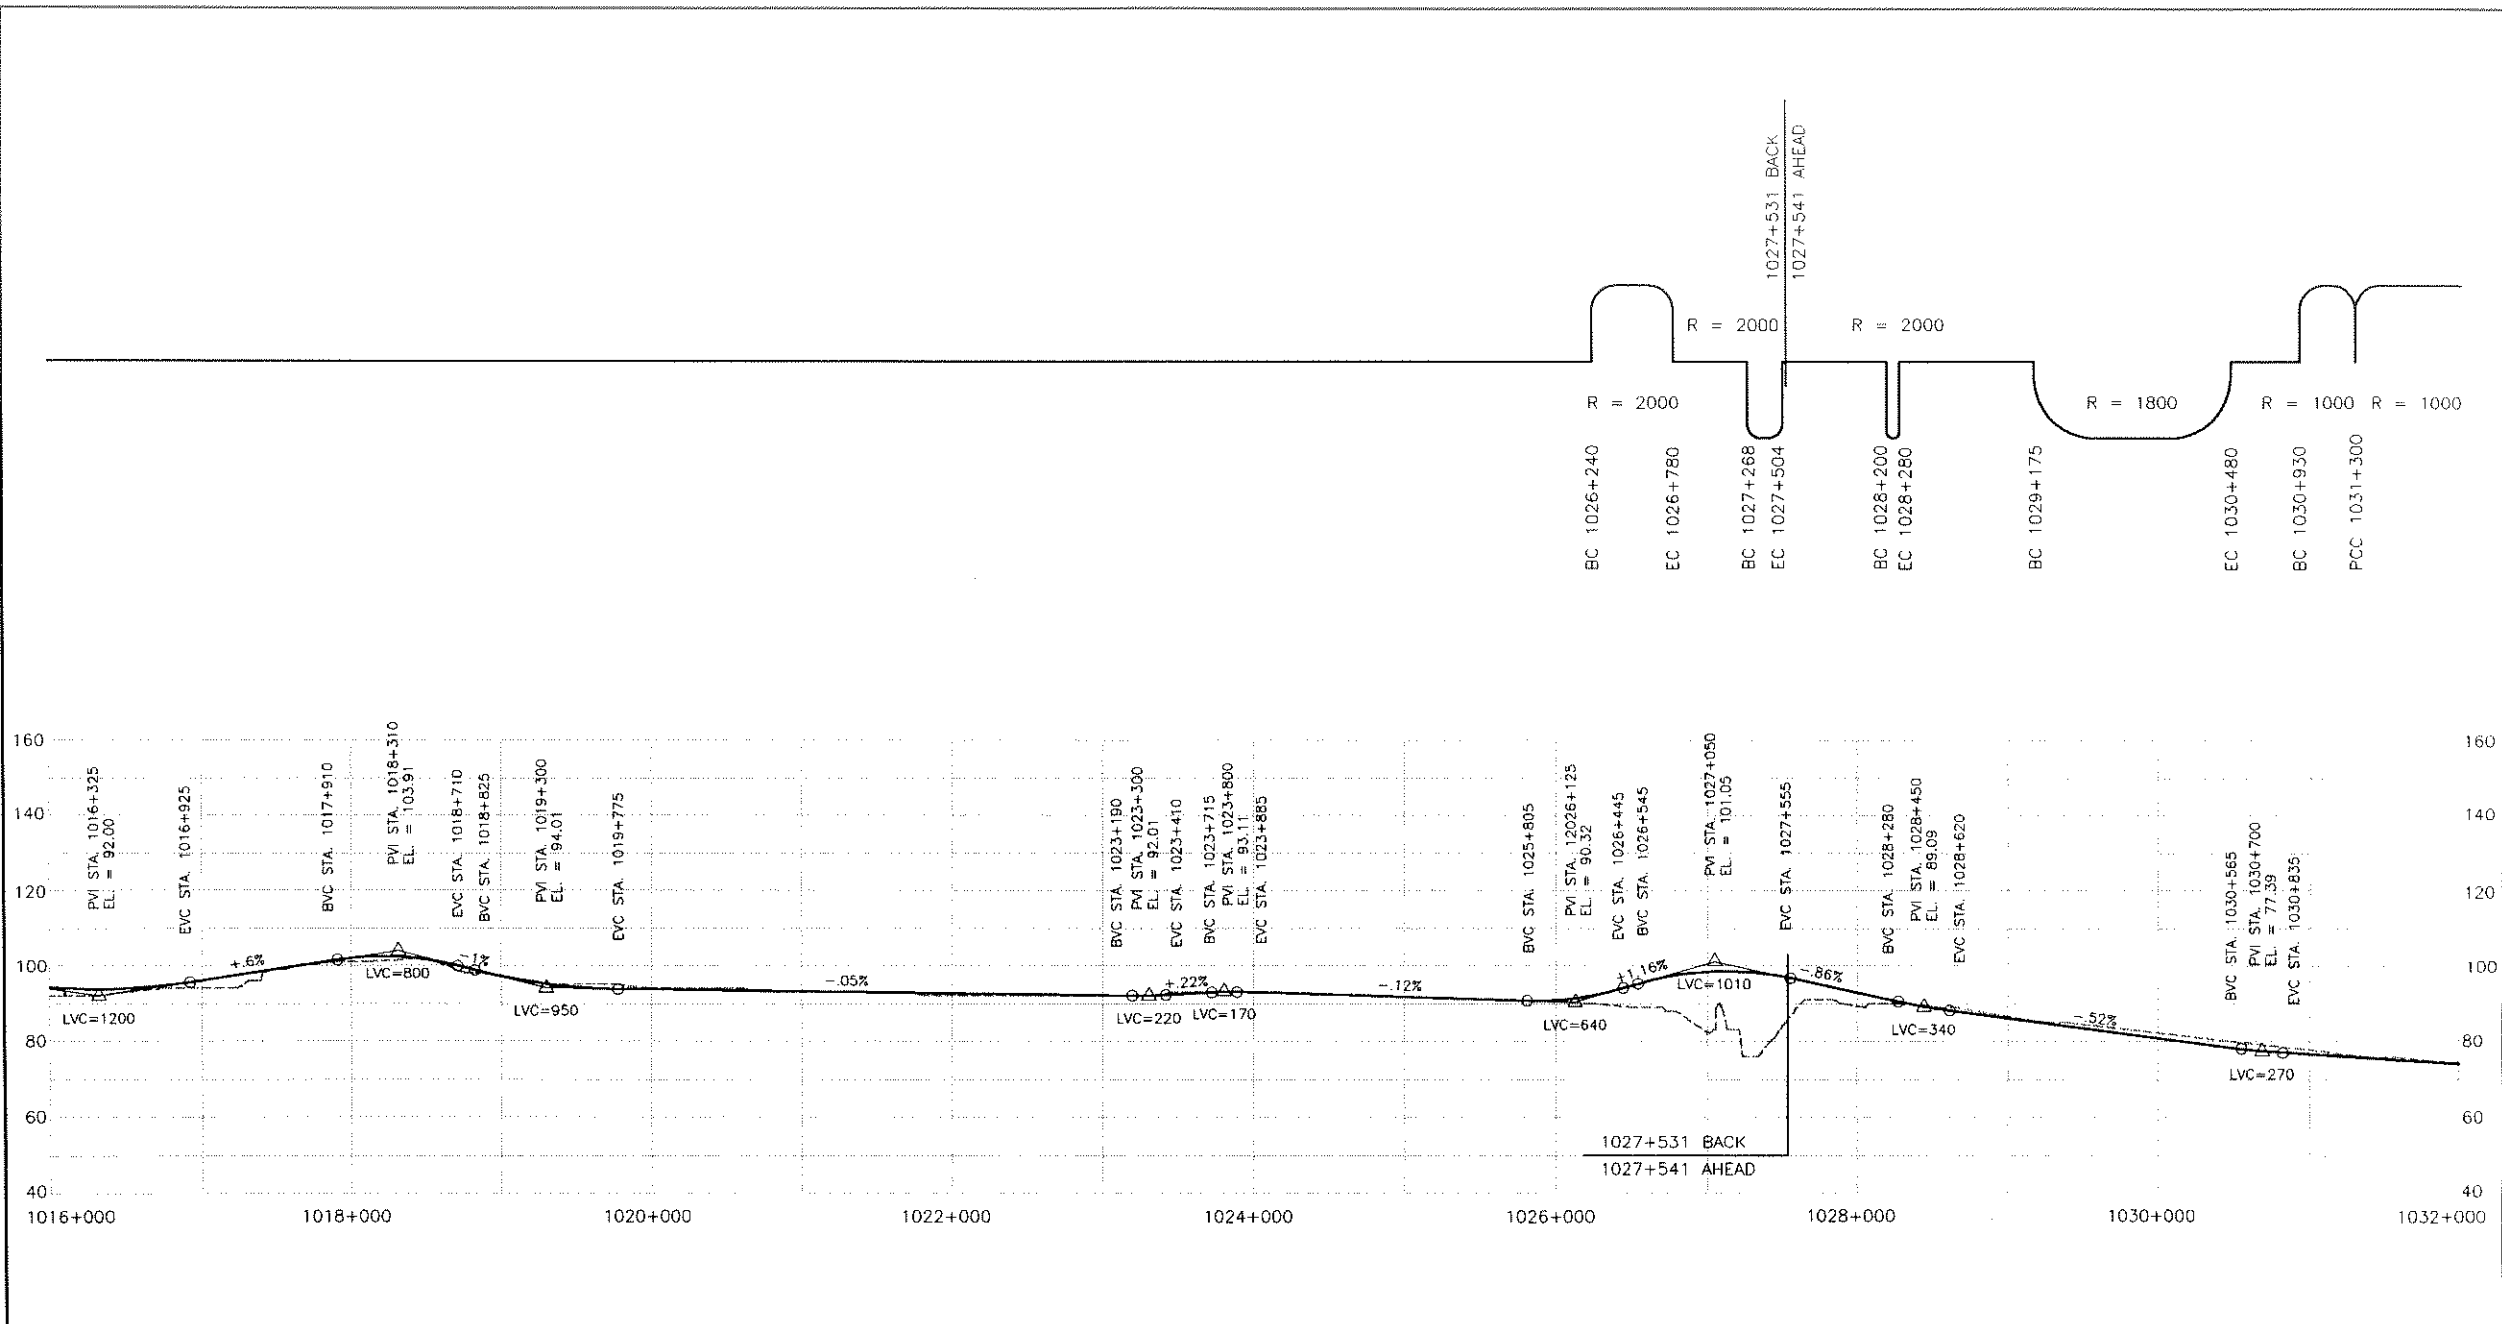 1027+531 BACK
1027+541 AHEAD
R = 2000
R = 2000
R = 2000
R = 1800
R = 1000
R = 1000
BC 1026+240
EC 1026+780
BC 1027+268
EC 1027+504
BC 1028+200
EC 1028+280
BC 1029+175
EC 1030+480
BC 1030+930
PCC 1031+300
160
140
120
100
80
60
40
PVI STA. 1016+325
EL. = 92.00
EVC STA. 1016+925
BVC STA. 1017+910
PVI STA. 1018+310
EL. = 103.91
EVC STA. 1018+710
BVC STA. 1018+825
PVI STA. 1019+300
EL. = 94.01
EVC STA. 1019+775
BVC STA. 1023+190
PVI STA. 1023+300
EL. = 92.01
EVC STA. 1023+410
BVC STA. 1023+715
PVI STA. 1023+800
EL. = 93.11
EVC STA. 1023+885
BVC STA. 1025+805
PVI STA. 12026+125
EL. = 90.32
EVC STA. 1026+445
BVC STA. 1026+545
PVI STA. 1027+050
EL. = 101.05
EVC STA. 1027+555
BVC STA. 1028+280
PVI STA. 1028+450
EL. = 89.09
EVC STA. 1028+620
BVC STA. 1030+565
PVI STA. 1030+700
EL. = 77.39
EVC STA. 1030+835
160
140
120
100
80
60
40
+.6%
-1%
-.05%
+.22%
-.12%
+1.16%
-.86%
-.52%
LVC=1200
LVC=800
LVC=950
LVC=220
LVC=170
LVC=640
LVC=1010
LVC=340
LVC=270
1027+531 BACK
1027+541 AHEAD
1016+000
1018+000
1020+000
1022+000
1024+000
1026+000
1028+000
1030+000
1032+000